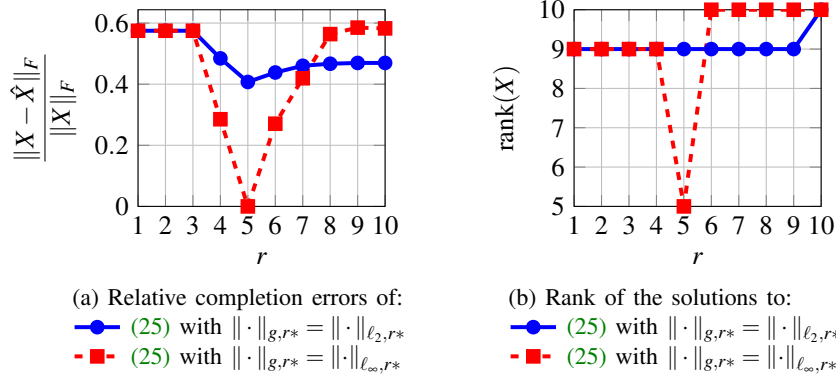 0.6
0.4
0.2
0
‖X − X̂‖_F
‖X‖_F
1 2 3 4 5 6 7 8 9 10
r
(a) Relative completion errors of:
(25) with ‖ · ‖_{g,r∗} = ‖ · ‖_{ℓ₂,r∗}
(25) with ‖ · ‖_{g,r∗} = ‖·‖_{ℓ∞,r∗}
10
9
8
7
6
5
rank(X)
1 2 3 4 5 6 7 8 9 10
r
(b) Rank of the solutions to:
(25) with ‖ · ‖_{g,r∗} = ‖ · ‖_{ℓ₂,r∗}
(25) with ‖ · ‖_{g,r∗} = ‖·‖_{ℓ∞,r∗}